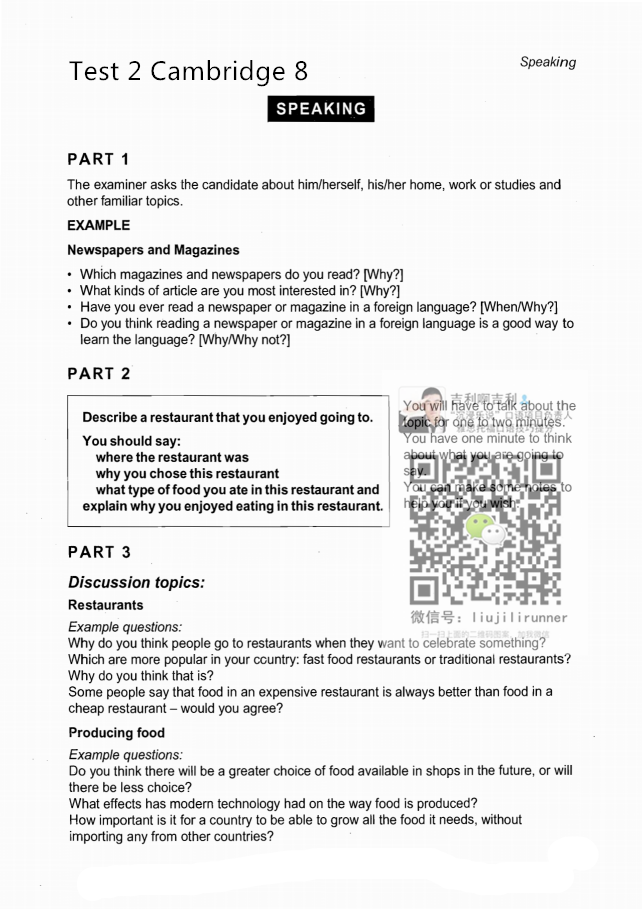 Speaking
Test 2 Cambridge 8
SPEAKING
PART 1
The examiner asks the candidate about him/herself, his/her home, work or studies and
other familiar topics.
EXAMPLE
Newspapers and Magazines
• Which magazines and newspapers do you read? [Why?]
• What kinds of article are you most interested in? [Why?]
• Have you ever read a newspaper or magazine in a foreign language? [When/Why?]
• Do you think reading a newspaper or magazine in a foreign language is a good way to
learn the language? [Why/Why not?]
PART 2
Describe a restaurant that you enjoyed going to.
You should say:
where the restaurant was
why you chose this restaurant
what type of food you ate in this restaurant and
explain why you enjoyed eating in this restaurant.
吉利啊吉利
You will have to talk about the
topic for one to two minutes.
You have one minute to think
about what you are going to
say.
You can make some notes to
help you if you wish.
微信号: liujilirunner
扫一扫上面的二维码图案，加我微信
PART 3
Discussion topics:
Restaurants
Example questions:
Why do you think people go to restaurants when they want to celebrate something?
Which are more popular in your country: fast food restaurants or traditional restaurants?
Why do you think that is?
Some people say that food in an expensive restaurant is always better than food in a
cheap restaurant – would you agree?
Producing food
Example questions:
Do you think there will be a greater choice of food available in shops in the future, or will
there be less choice?
What effects has modern technology had on the way food is produced?
How important is it for a country to be able to grow all the food it needs, without
importing any from other countries?